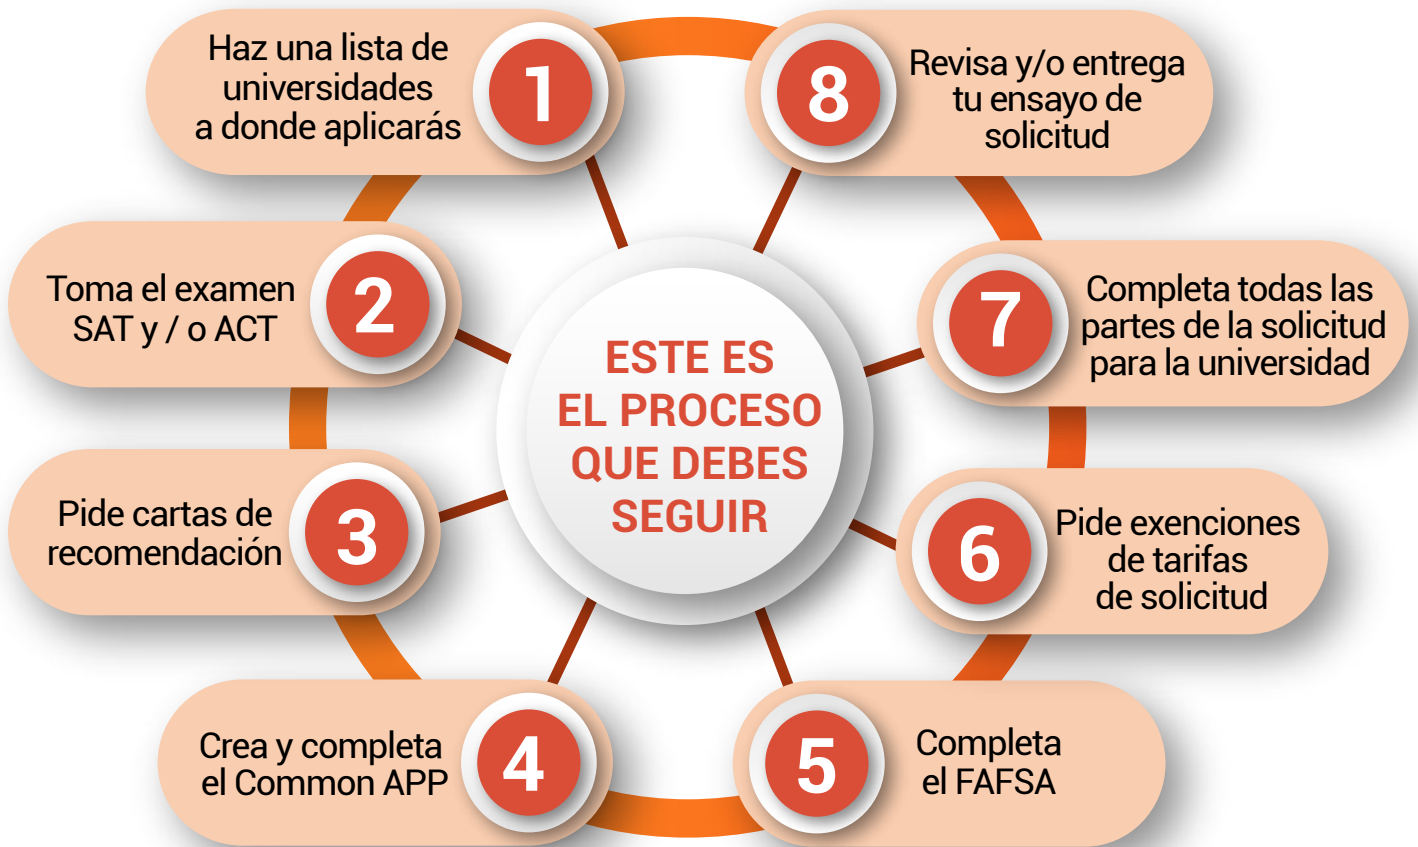 ESTE ES
EL PROCESO
QUE DEBES
SEGUIR
1
Haz una lista de
universidades
a donde aplicarás
2
Toma el examen
SAT y / o ACT
3
Pide cartas de
recomendación
4
Crea y completa
el Common APP
5
Completa
el FAFSA
6
Pide exenciones
de tarifas
de solicitud
7
Completa todas las
partes de la solicitud
para la universidad
8
Revisa y/o entrega
tu ensayo de
solicitud